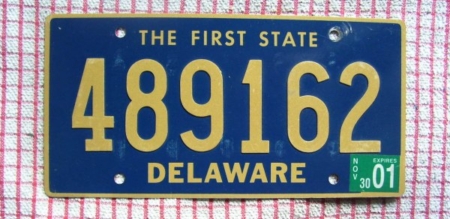 THE FIRST STATE
489162
DELAWARE
NOV 30 EXPIRES 01